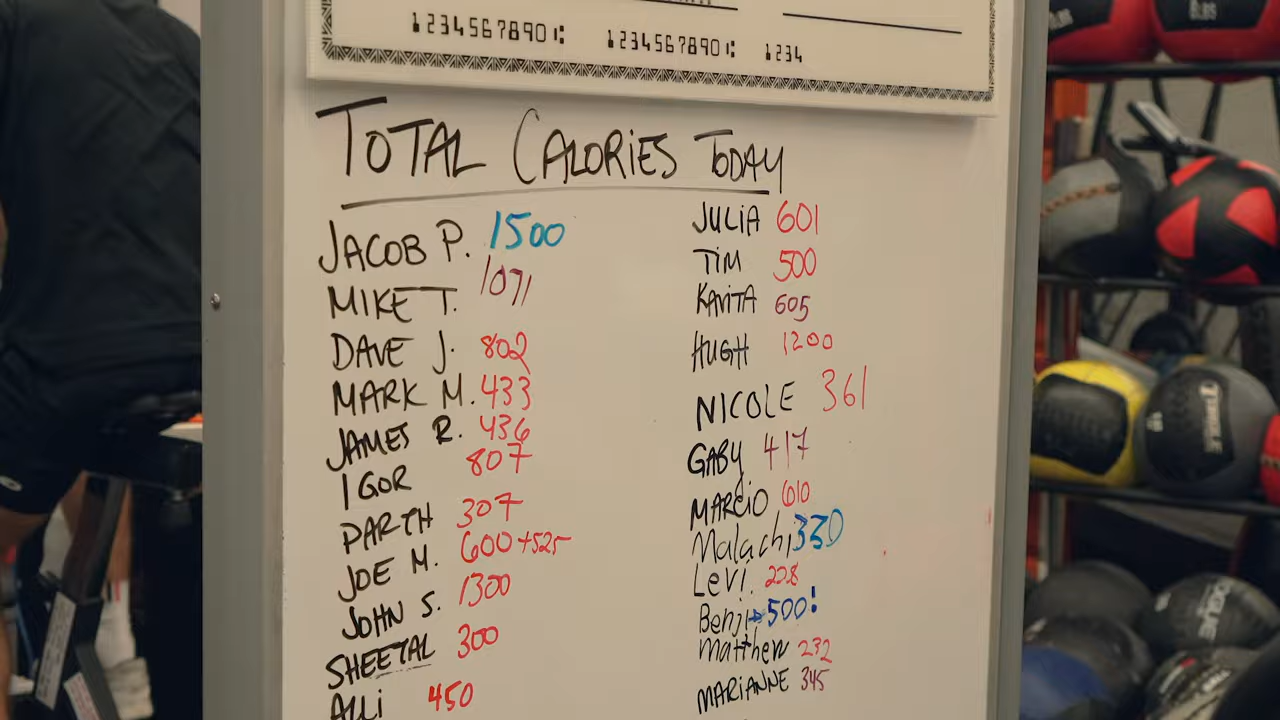 1234567890⑆ 1234567890⑆ 1234
TOTAL CALORIES TODAY
JACOB P. 1500
MIKE T. 1071
DAVE J. 802
MARK M. 433
JAMES R. 436
IGOR 807
PARTH 307
JOE M. 600+525
JOHN S. 1300
SHEETAL 300
ALLi 450
JULiA 601
TiM 500
KAViTA 605
HUGH 1200
NICOLE 361
GABY 417
MARCiO 610
Malachi 330
Levi. 228
Benji→500!
Matthew 232
MARiANNE 345